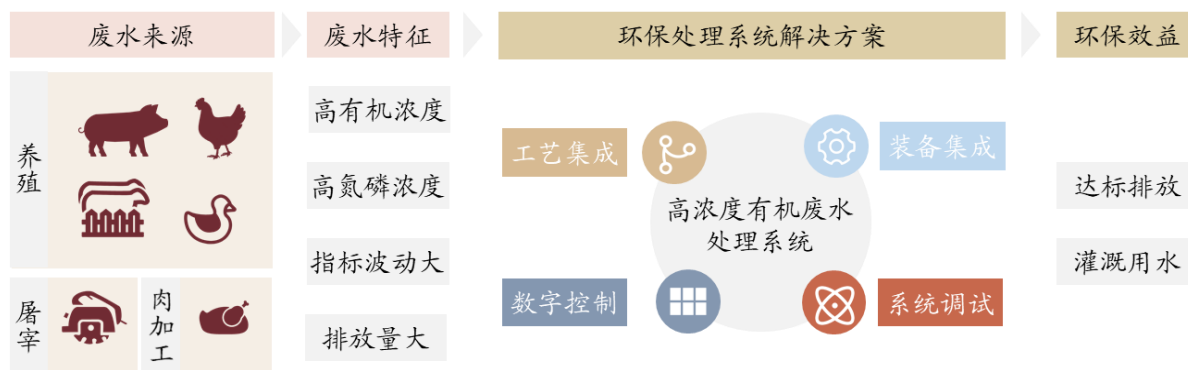 废水来源
废水特征
环保处理系统解决方案
环保效益
养殖
屠宰
肉加工
高有机浓度
高氮磷浓度
指标波动大
排放量大
工艺集成
装备集成
高浓度有机废水
处理系统
数字控制
系统调试
达标排放
灌溉用水